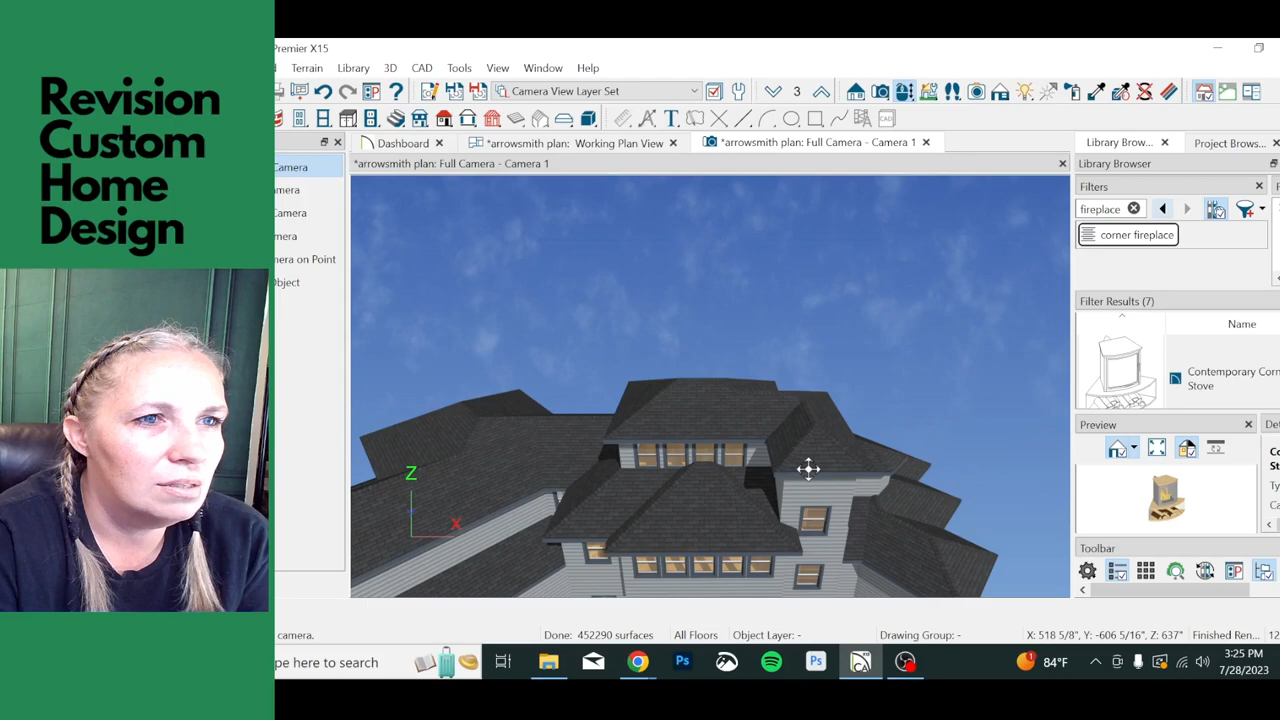 Revision
Custom
Home
Design
Premier X15
Terrain Library 3D CAD Tools View Window Help
Camera View Layer Set
3
Dashboard
*arrowsmith plan: Working Plan View
*arrowsmith plan: Full Camera - Camera 1
Library Brow...
Project Brows...
*arrowsmith plan: Full Camera - Camera 1
Library Browser
Camera
Filters
fireplace
corner fireplace
Camera on Point
Object
Filter Results (7)
Name
Contemporary Corn
Stove
Preview
Z
X
Toolbar
camera.
Done: 452290 surfaces
All Floors
Object Layer: -
Drawing Group: -
X: 518 5/8", Y: -606 5/16", Z: 637"
Finished Ren...
pe here to search
CAD
Ps
CA
84°F
3:25 PM
7/28/2023